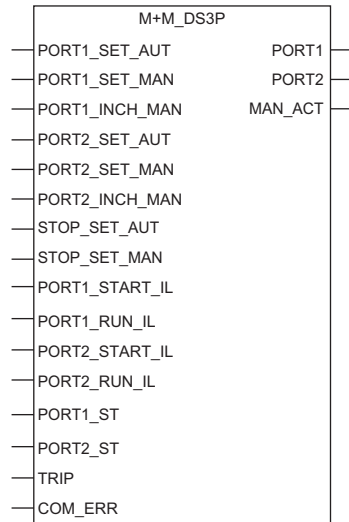 M+M_DS3P
PORT1_SET_AUT PORT1
PORT1_SET_MAN PORT2
PORT1_INCH_MAN MAN_ACT
PORT2_SET_AUT
PORT2_SET_MAN
PORT2_INCH_MAN
STOP_SET_AUT
STOP_SET_MAN
PORT1_START_IL
PORT1_RUN_IL
PORT2_START_IL
PORT2_RUN_IL
PORT1_ST
PORT2_ST
TRIP
COM_ERR